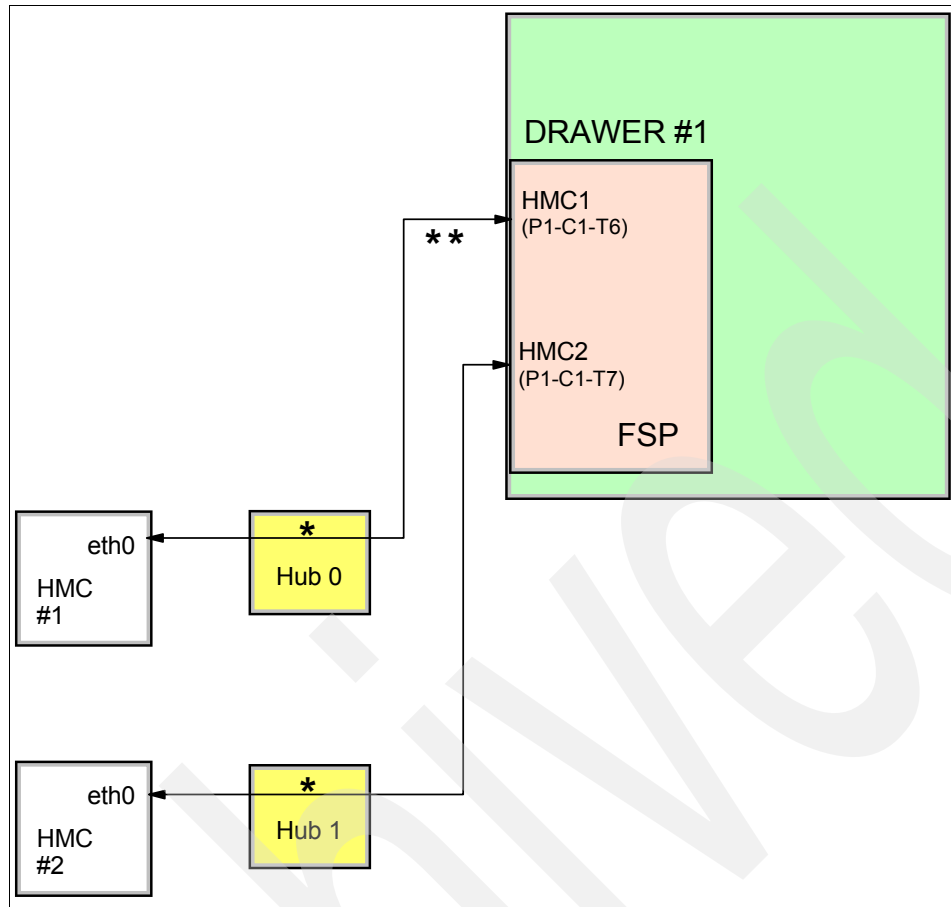 DRAWER #1
HMC1
(P1-C1-T6)
**
HMC2
(P1-C1-T7)
FSP
eth0
HMC
#1
*
Hub 0
eth0
HMC
#2
*
Hub 1
hived